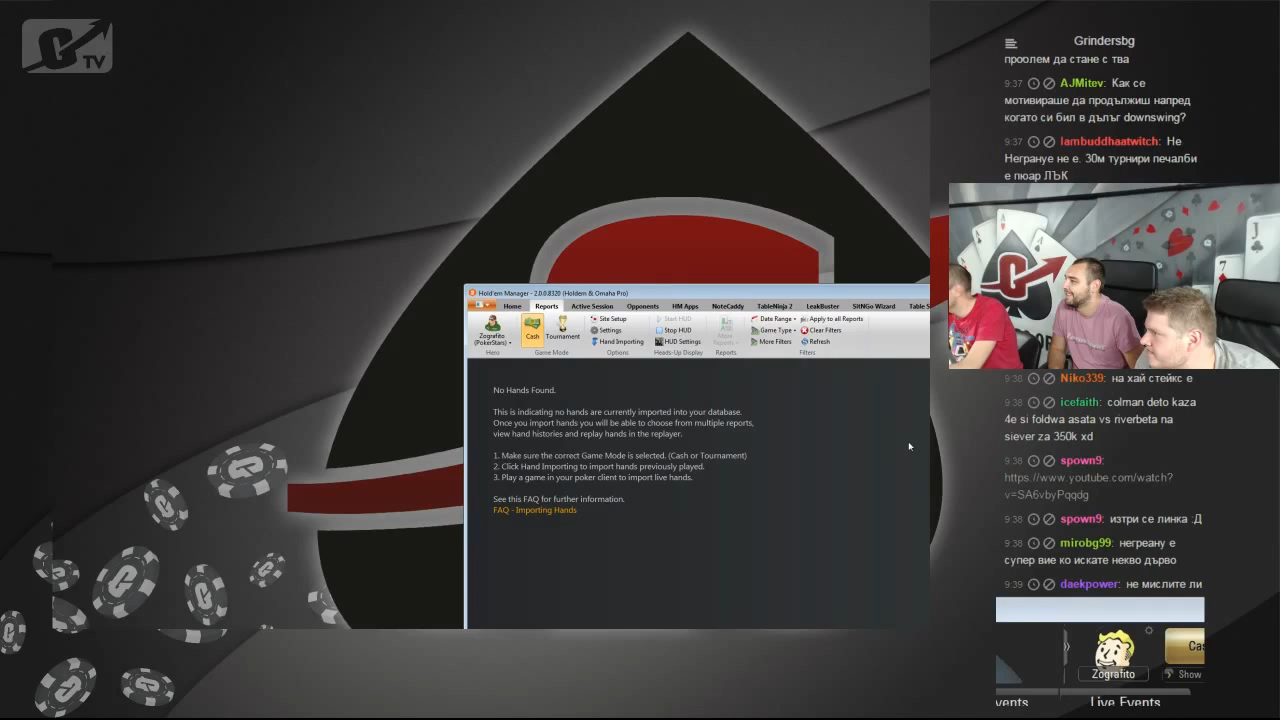 G TV
Hold'em Manager - 2.0.0.8320 (Holdem & Omaha Pro)
Home Reports Active Session Opponents HM Apps NoteCaddy TableNinja 2 LeakBuster SitNGo Wizard Table S
Zografito
(PokerStars)
Hero
Cash Tournament
Game Mode
Site Setup
Settings
Hand Importing
Options
Start HUD
Stop HUD
HUD Settings
Heads-Up Display
More
Reports
Reports
Date Range
Game Type
More Filters
Apply to all Reports
Clear Filters
Refresh
Filters
No Hands Found.
This is indicating no hands are currently imported into your database.
Once you import hands you will be able to choose from multiple reports,
view hand histories and replay hands in the replayer.
1. Make sure the correct Game Mode is selected. (Cash or Tournament)
2. Click Hand Importing to import hands previously played.
3. Play a game in your poker client to import live hands.
See this FAQ for further information.
FAQ - Importing Hands
Grindersbg
проолем да стане с тва
9:37 AJMitev: Как се
мотивираше да продължиш напред
когато си бил в дълъг downswing?
9:37 Iambuddhaatwitch: Не
Негрануе не е. 30м турнири печалби
е пюар ЛЪК
9:38 Niko339: на хай стейкс е
9:38 icefaith: colman deto kaza
4e si foldwa asata vs riverbeta na
siever za 350k xd
9:38 spown9:
https://www.youtube.com/watch?
v=SA6vbyPqqdg
9:38 spown9: изтри се линка :Д
9:38 mirobg99: негреану е
супер вие ко искате некво дърво
9:39 daekpower: не мислите ли
Zografito
Cas
Show
vents
Live Events